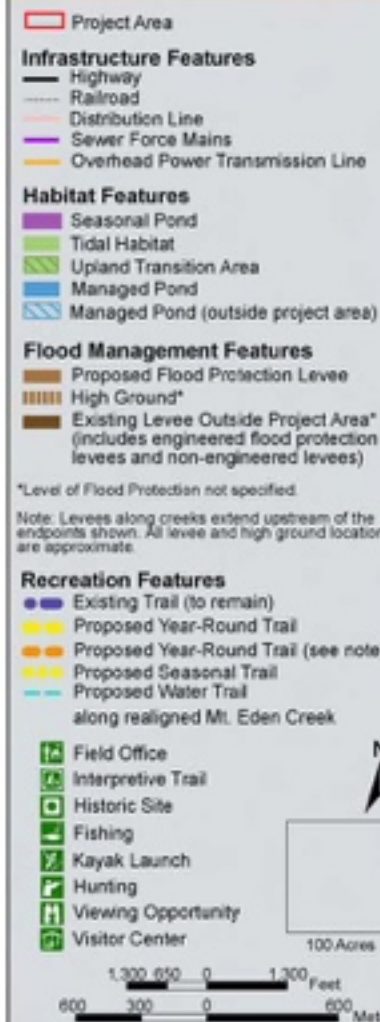 Project Area
Infrastructure Features
Highway
Railroad
Distribution Line
Sewer Force Mains
Overhead Power Transmission Line
Habitat Features
Seasonal Pond
Tidal Habitat
Upland Transition Area
Managed Pond
Managed Pond (outside project area)
Flood Management Features
Proposed Flood Protection Levee
High Ground*
Existing Levee Outside Project Area*
(includes engineered flood protection
levees and non-engineered levees)
*Level of Flood Protection not specified.
Note: Levees along creeks extend upstream of the
endpoints shown. All levee and high ground location
are approximate.
Recreation Features
Existing Trail (to remain)
Proposed Year-Round Trail
Proposed Year-Round Trail (see note
Proposed Seasonal Trail
Proposed Water Trail
along realigned Mt. Eden Creek
Field Office
Interpretive Trail
Historic Site
Fishing
Kayak Launch
Hunting
Viewing Opportunity
Visitor Center
N
100 Acres
1,300 650 0 1,300 Feet
600 300 0 600 Met